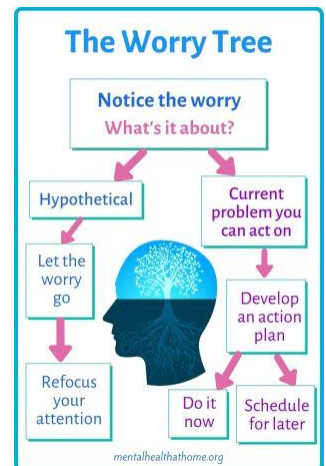 The Worry Tree
Notice the worry
What's it about?
Hypothetical
Current
problem you
can act on
Let the
worry
go
Develop
an action
plan
Refocus
your
attention
Do it
now
Schedule
for later
mentalhealthathome.org